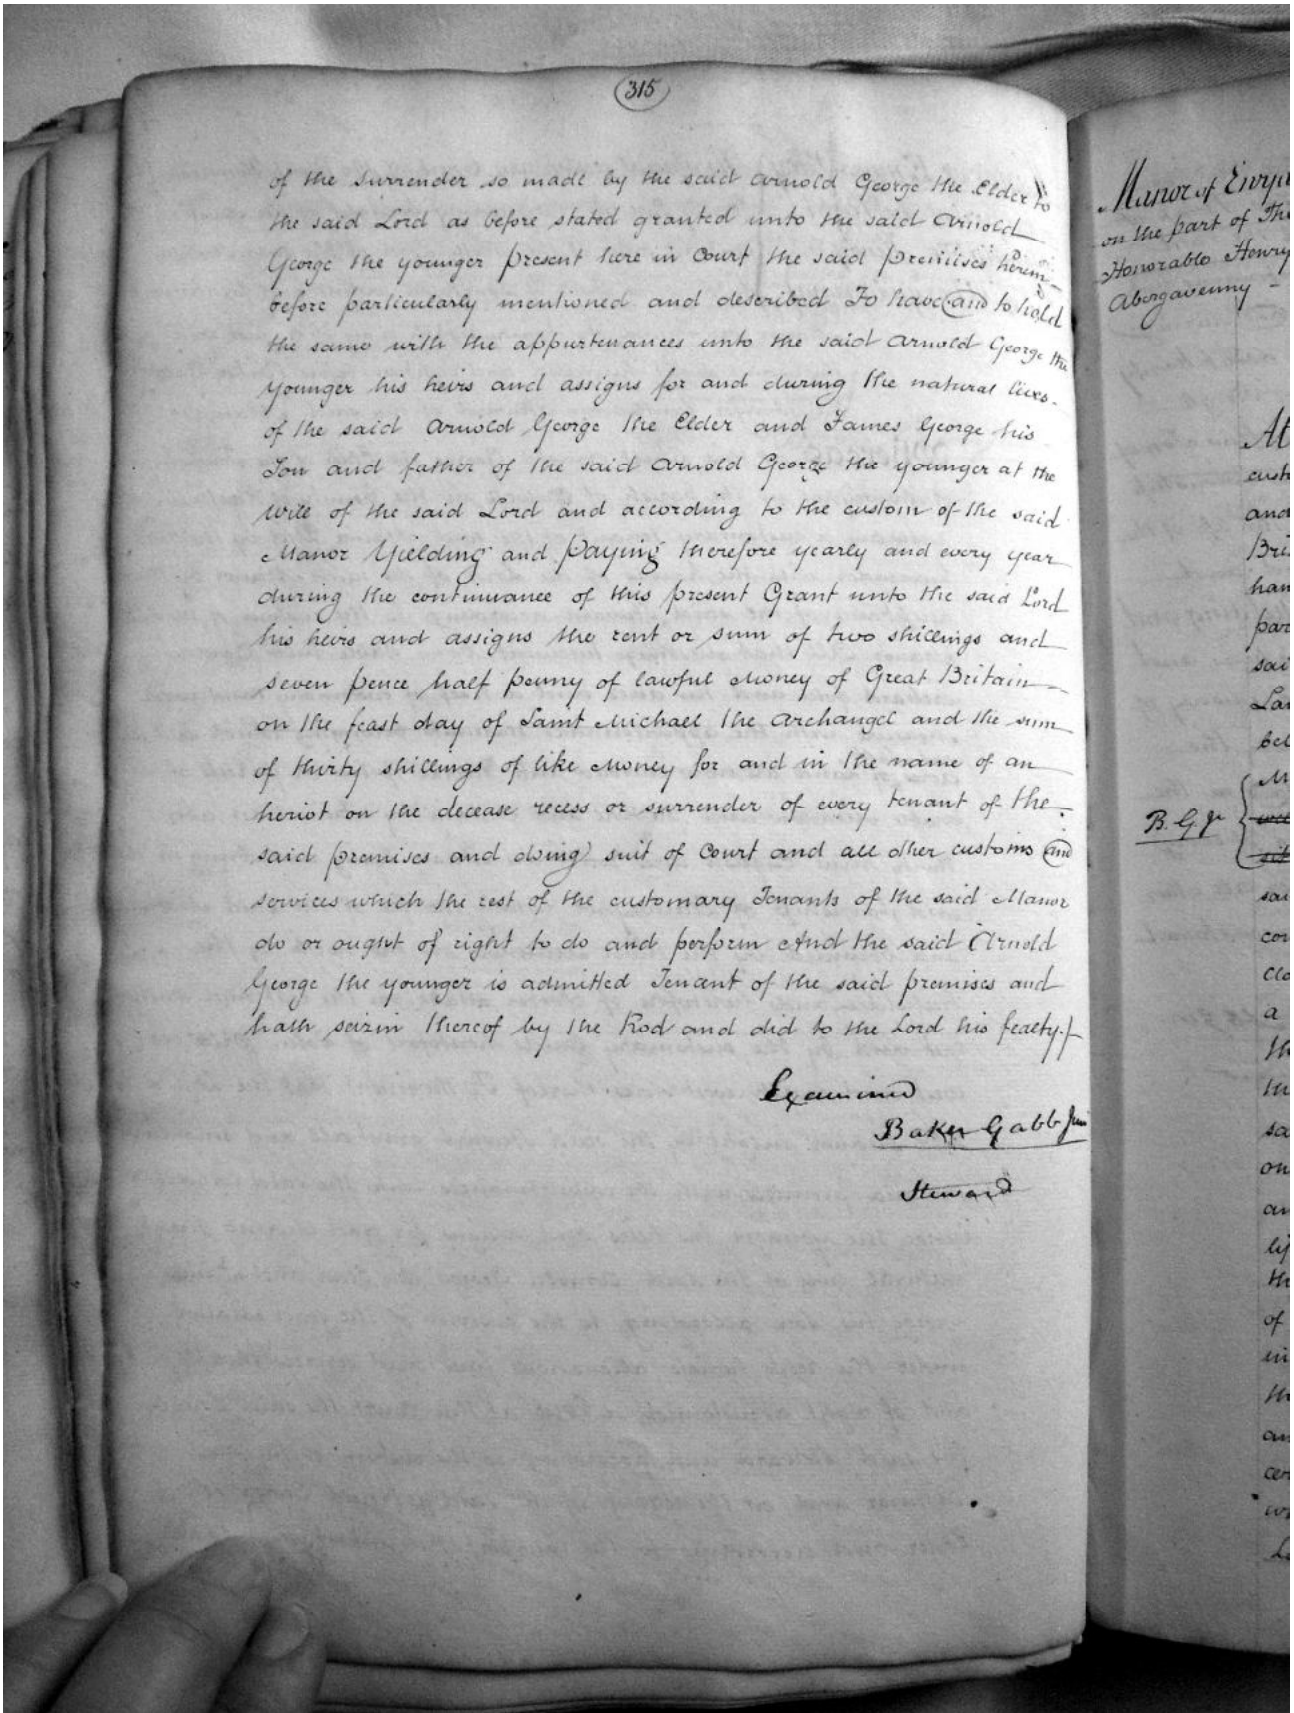 315
of the surrender so made by the said Arnold George the Elder to
the said Lord as before stated granted unto the said Arnold
George the younger present here in Court the said premises herein
before particularly mentioned and described To have and to hold
the same with the appurtenances unto the said Arnold George the
younger his heirs and assigns for and during the natural lives
of the said Arnold George the Elder and James George his
Son and father of the said Arnold George the younger at the
will of the said Lord and according to the custom of the said
Manor Yielding and Paying therefore yearly and every year
during the continuance of this present Grant unto the said Lord
his heirs and assigns the rent or sum of two shillings and
seven pence half penny of lawful Money of Great Britain
on the feast day of Saint Michael the Archangel and the sum
of thirty shillings of like Money for and in the name of an
heriot on the decease recess or surrender of every tenant of the
said premises and doing suit of Court and all other customs and
services which the rest of the customary Tenants of the said Manor
do or ought of right to do and perform And the said Arnold
George the younger is admitted Tenant of the said premises and
hath seizin thereof by the Rod and did to the Lord his fealty
Examined
Baker Gabb Jun
Steward
Manor of
on the part of The
Honorable Henry
Abergavenny
At
and
B. G. Jr
a
of